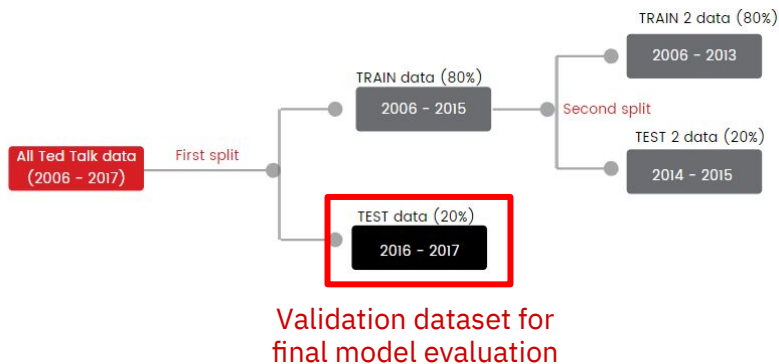 TRAIN 2 data (80%)
2006 - 2013
TRAIN data (80%)
2006 - 2015
Second split
TEST 2 data (20%)
2014 - 2015
All Ted Talk data
(2006 - 2017)
First split
TEST data (20%)
2016 - 2017
Validation dataset for
final model evaluation